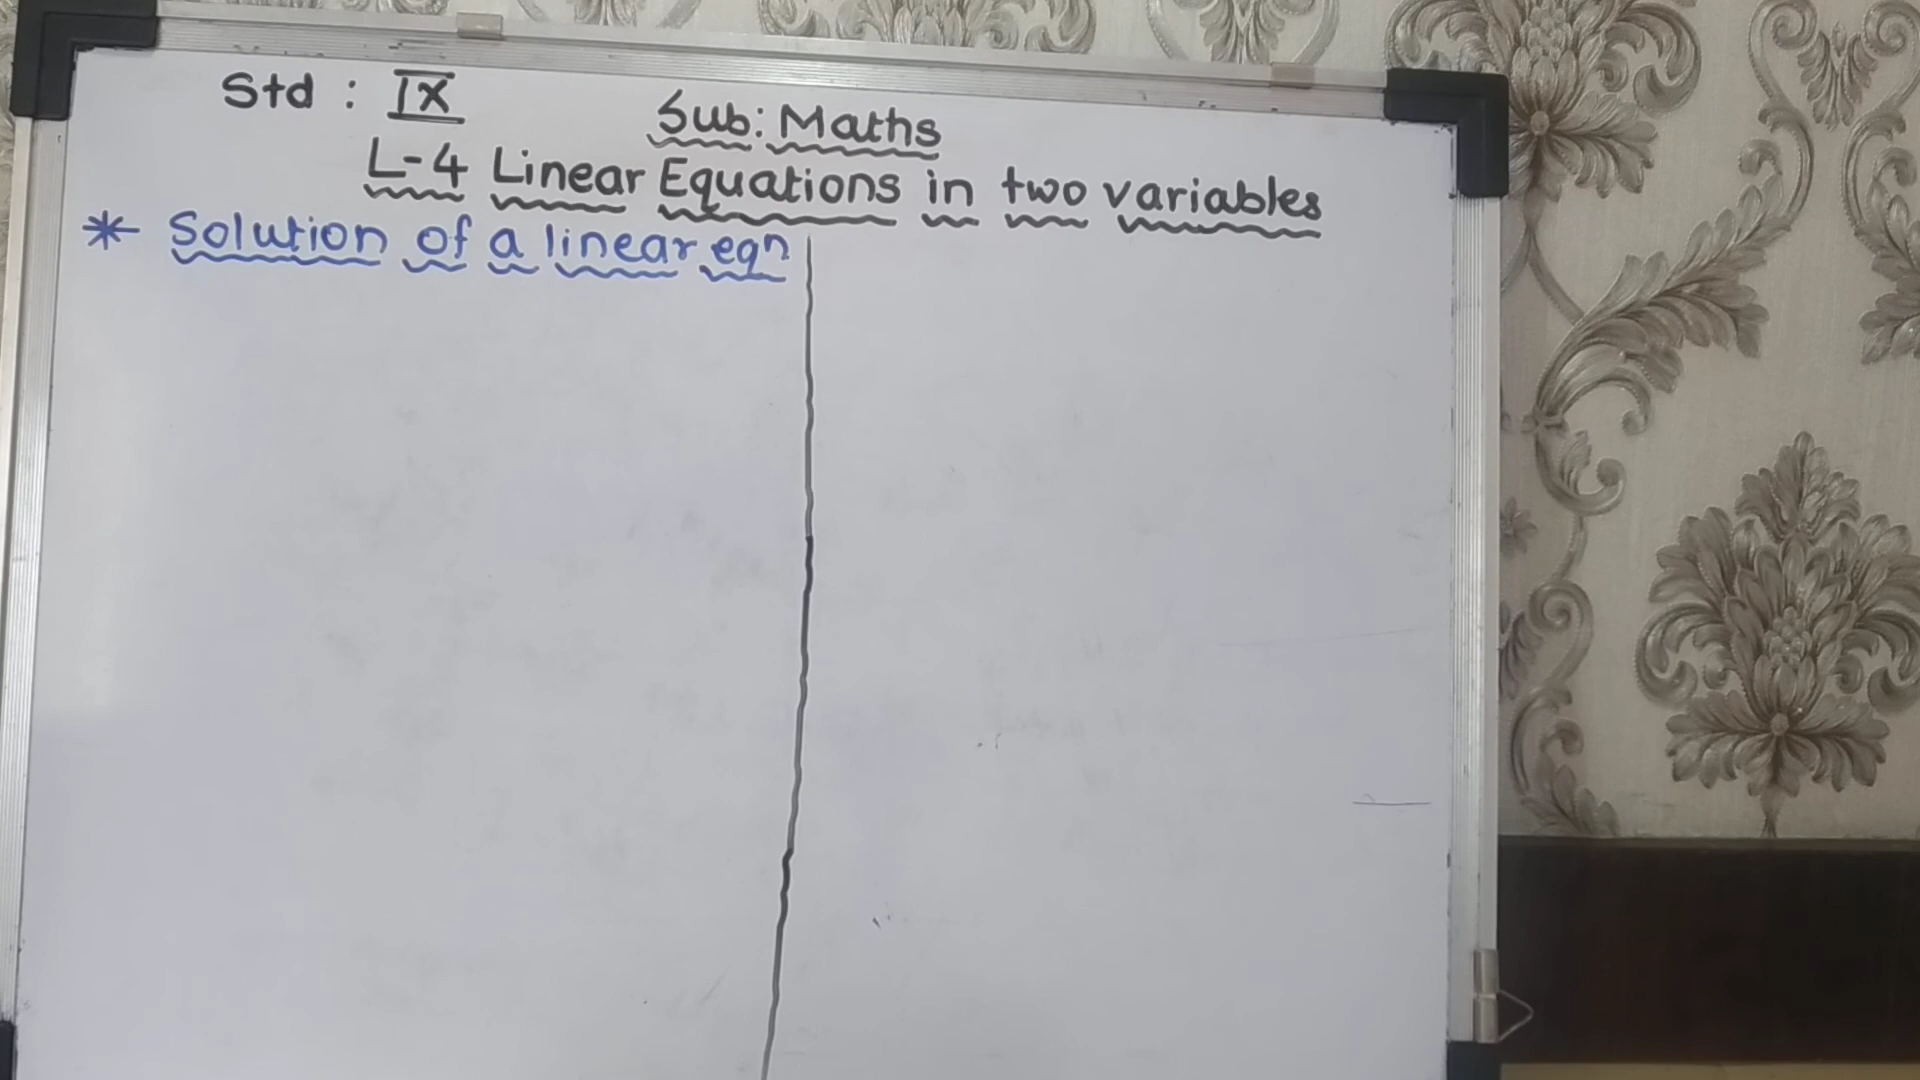 Std : IX
Sub: Maths
L-4 Linear Equations in two variables
* Solution of a linear eqn